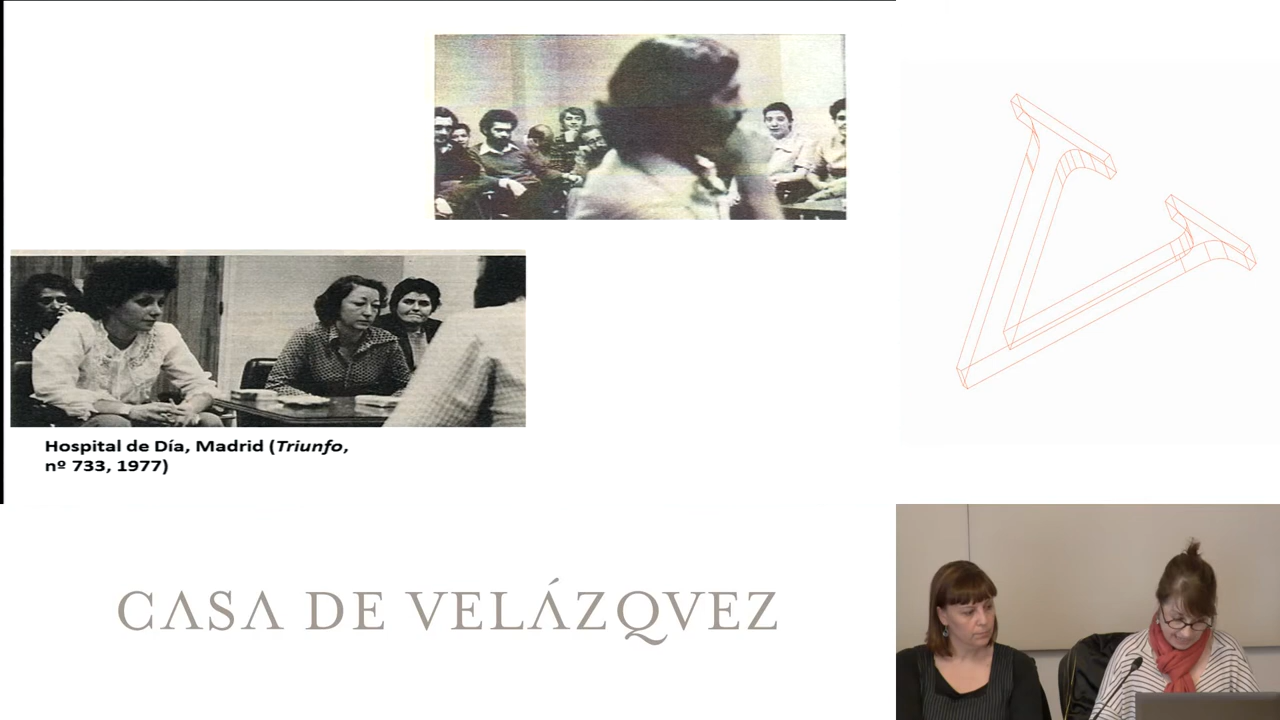 Hospital de Día, Madrid (Triunfo,
nº 733, 1977)
CASA DE VELÁZQVEZ